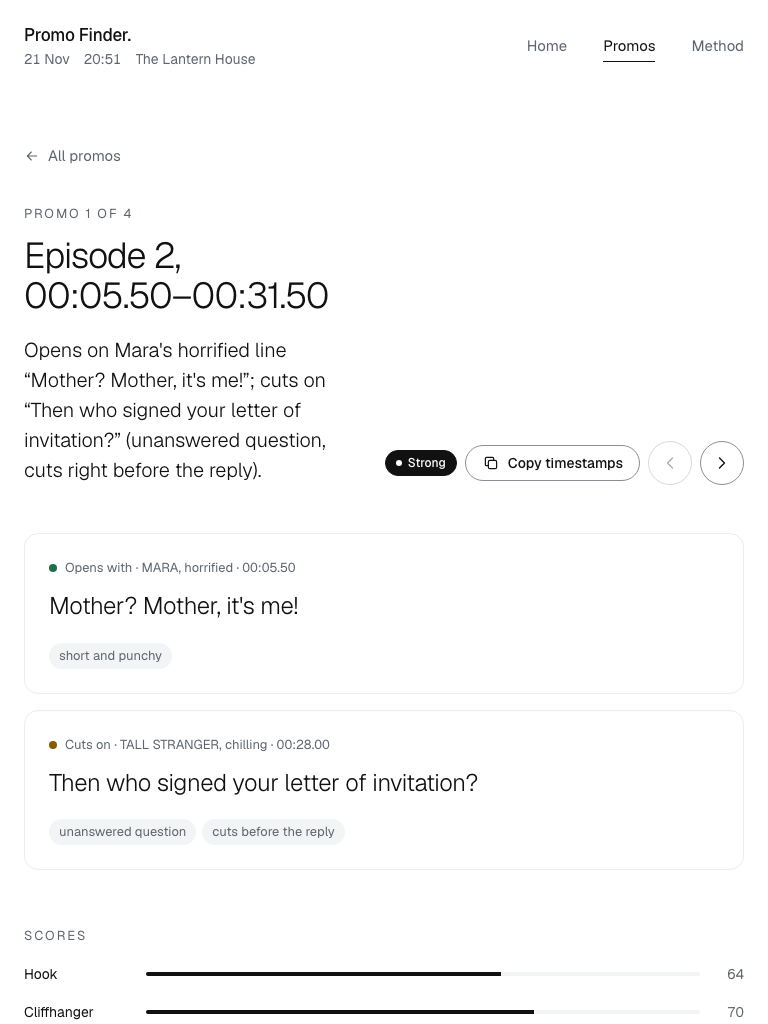 Promo Finder.
21 Nov 20:51 The Lantern House
Home Promos Method
← All promos
PROMO 1 OF 4
Episode 2,
00:05.50–00:31.50
Opens on Mara's horrified line
“Mother? Mother, it's me!”; cuts on
“Then who signed your letter of
invitation?” (unanswered question,
cuts right before the reply).
Strong
Copy timestamps
Opens with · MARA, horrified · 00:05.50
Mother? Mother, it's me!
short and punchy
Cuts on · TALL STRANGER, chilling · 00:28.00
Then who signed your letter of invitation?
unanswered question cuts before the reply
SCORES
Hook 64
Cliffhanger 70